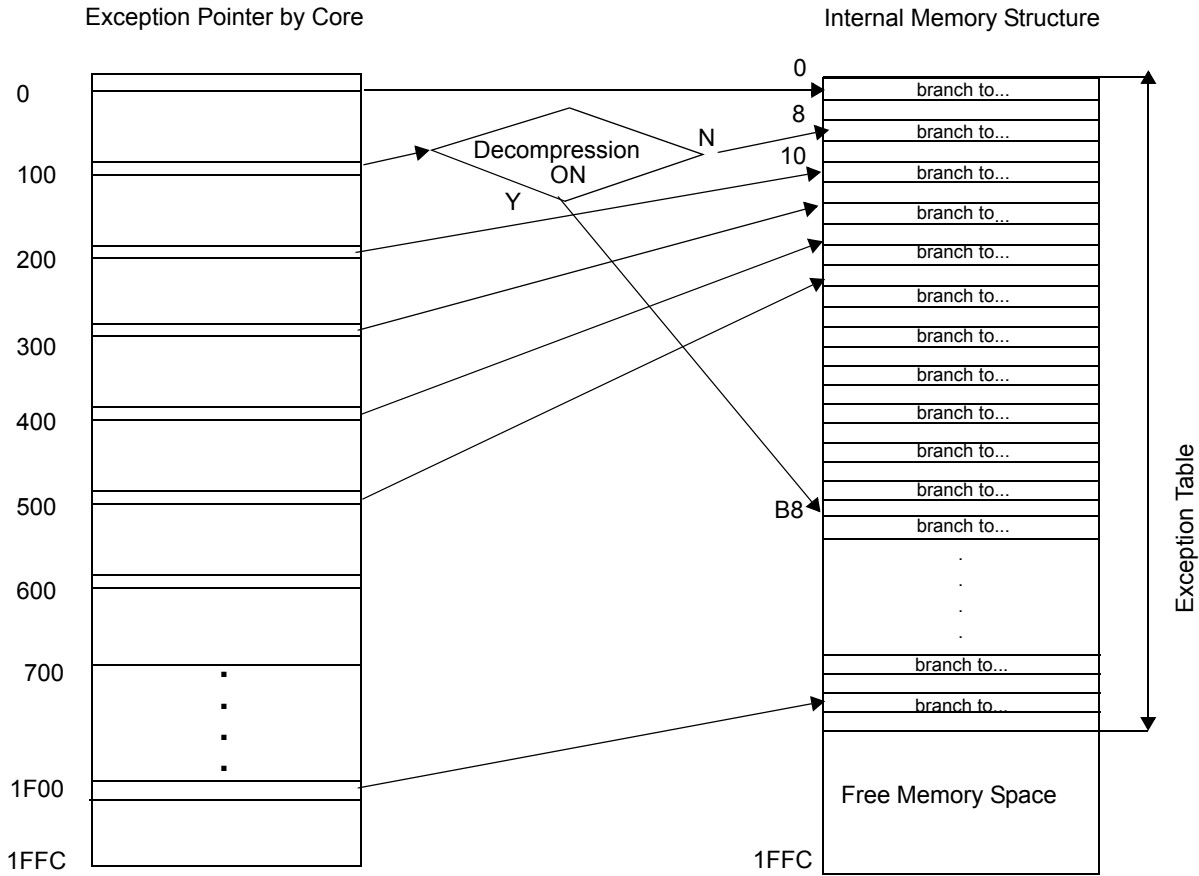 Exception Pointer by Core
0
100
200
300
400
500
600
700
1F00
1FFC
Decompression
ON
N
Y
Internal Memory Structure
0
8
10
B8
1FFC
branch to...
branch to...
branch to...
branch to...
branch to...
branch to...
branch to...
branch to...
branch to...
branch to...
branch to...
branch to...
branch to...
branch to...
Free Memory Space
Exception Table